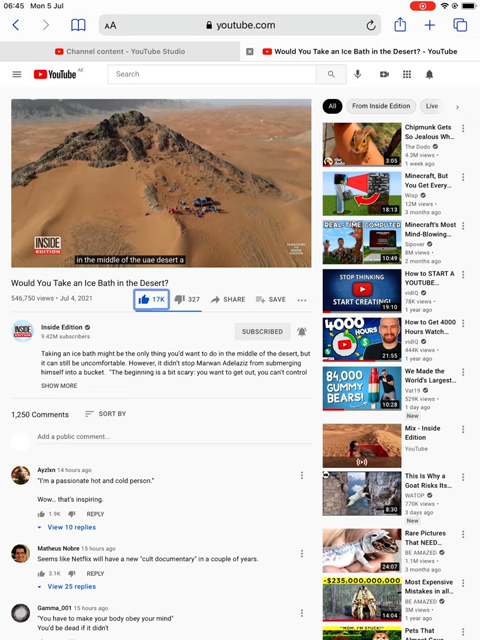 06:45 Mon 5 Jul
AA
youtube.com
Channel content - YouTube Studio
Would You Take an Ice Bath in the Desert? - YouTube
YouTube AE
Search
INSIDE EDITION
in the middle of the uae desert a
Would You Take an Ice Bath in the Desert?
546,750 views • Jul 4, 2021
17K
327
SHARE
SAVE
Inside Edition
9.42M subscribers
SUBSCRIBED
Taking an ice bath might be the only thing you'd want to do in the middle of the desert, but
it can still be uncomfortable. However, it didn't stop Marwan Adelaziz from submerging
himself into a bucket. "The beginning is a bit scary: you want to get out, you can't control
SHOW MORE
1,250 Comments
SORT BY
Add a public comment...
Ayzlxn 14 hours ago
"I'm a passionate hot and cold person."
Wow... that's inspiring.
1.9K
REPLY
View 10 replies
Matheus Nobre 15 hours ago
Seems like Netflix will have a new "cult documentary" in a couple of years.
3.1K
REPLY
View 25 replies
Gamma_001 15 hours ago
"You have to make your body obey your mind"
You'd be dead if it didn't
All
From Inside Edition
Live
3:05
Chipmunk Gets
So Jealous Wh...
The Dodo
4.3M views •
1 week ago
18:13
Minecraft, But
You Get Every...
Wisp
12M views •
3 months ago
REAL-TIME COMPUTER
10:49
Minecraft's Most
Mind-Blowing...
Sipover
8M views •
2 months ago
STOP THINKING
START CREATING!
19:10
How to START A
YOUTUBE...
vidIQ
78K views •
1 year ago
4000 HOURS
21:55
How to Get 4000
Hours Watch...
vidIQ
444K views •
1 year ago
84,000
GUMMY
BEARS!
10:28
We Made the
World's Largest...
Vat19
529K views •
1 day ago
New
Mix - Inside
Edition
YouTube
8:30
This Is Why a
Goat Risks Its...
WATOP
770K views •
3 days ago
New
24:07
Rare Pictures
That NEED...
BE AMAZED
1.1M views •
3 months ago
-$235,000,000,000
14:04
Most Expensive
Mistakes in all...
BE AMAZED
3M views •
1 year ago
"MOM, I'M STUCK!"
Pets That